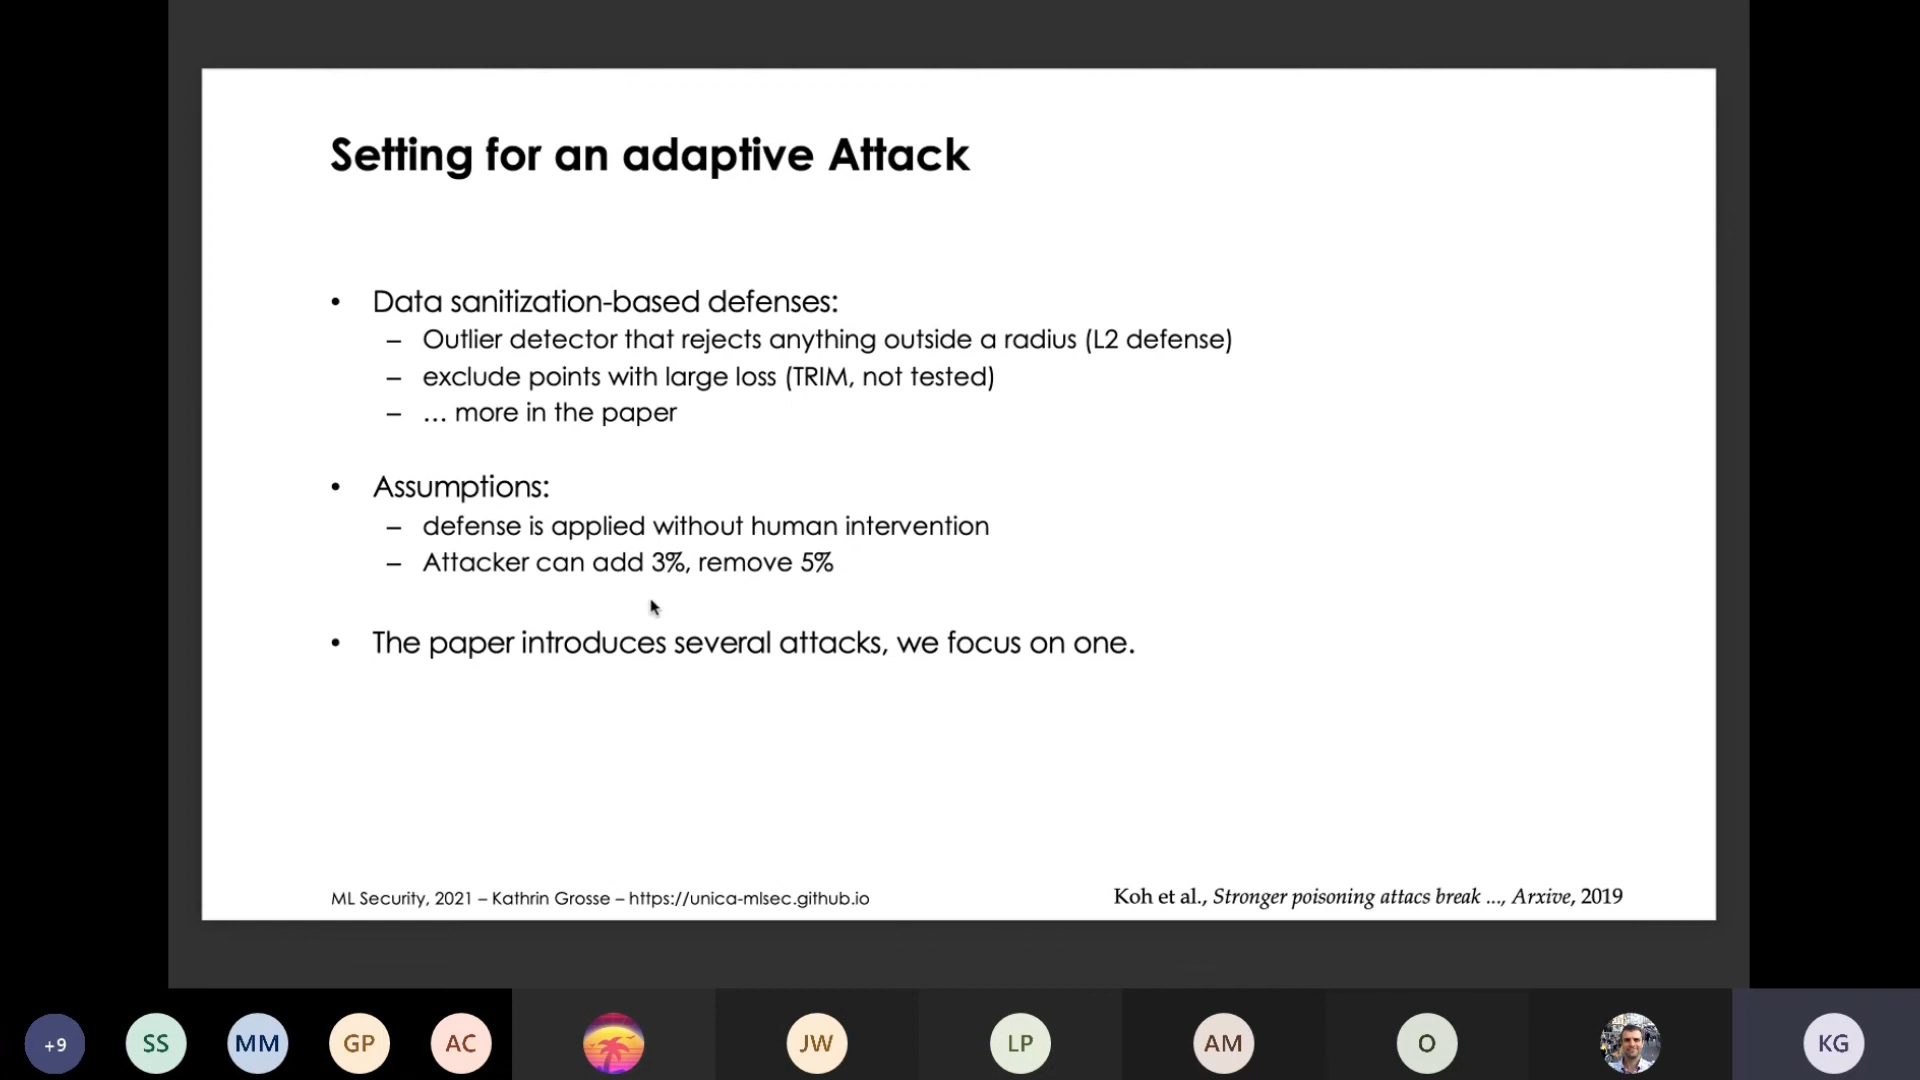 Setting for an adaptive Attack
• Data sanitization-based defenses:
– Outlier detector that rejects anything outside a radius (L2 defense)
– exclude points with large loss (TRIM, not tested)
– … more in the paper
• Assumptions:
– defense is applied without human intervention
– Attacker can add 3%, remove 5%
• The paper introduces several attacks, we focus on one.
ML Security, 2021 – Kathrin Grosse – https://unica-mlsec.github.io
Koh et al., Stronger poisoning attacs break ..., Arxive, 2019
+9 SS MM GP AC JW LP AM O KG